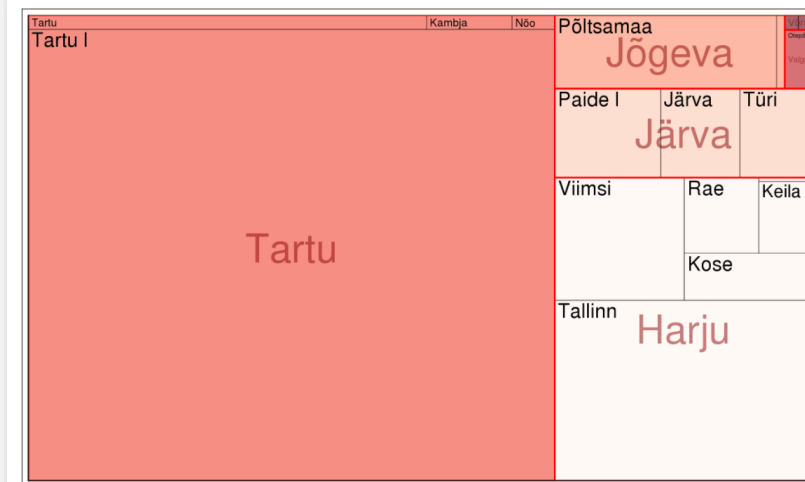 Tartu
Kambja
Nõo
Tartu l
Tartu
Põltsamaa
Jõgeva
Paide l
Järva
Türi
Järva
Viimsi
Rae
Keila
Kose
Tallinn
Harju